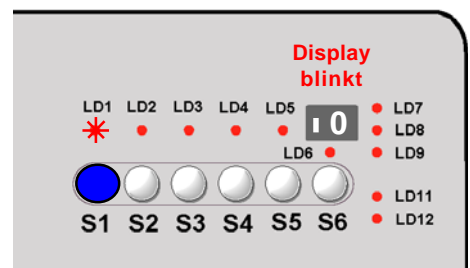 Display
blinkt
LD1 LD2 LD3 LD4 LD5 LD7
LD8
LD6 LD9
LD11
S1 S2 S3 S4 S5 S6 LD12